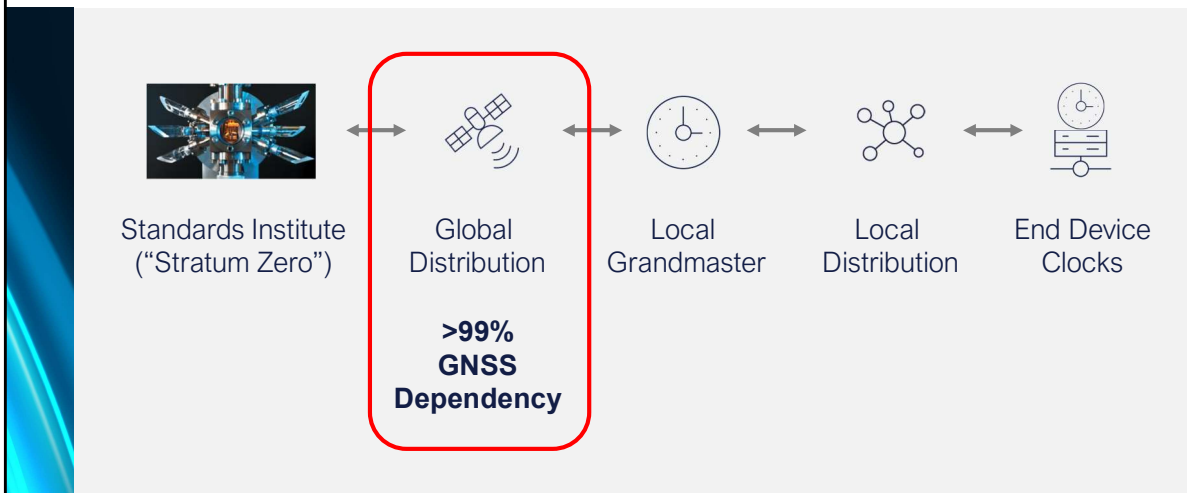 Standards Institute
(“Stratum Zero”)
Global
Distribution
>99%
GNSS
Dependency
Local
Grandmaster
Local
Distribution
End Device
Clocks